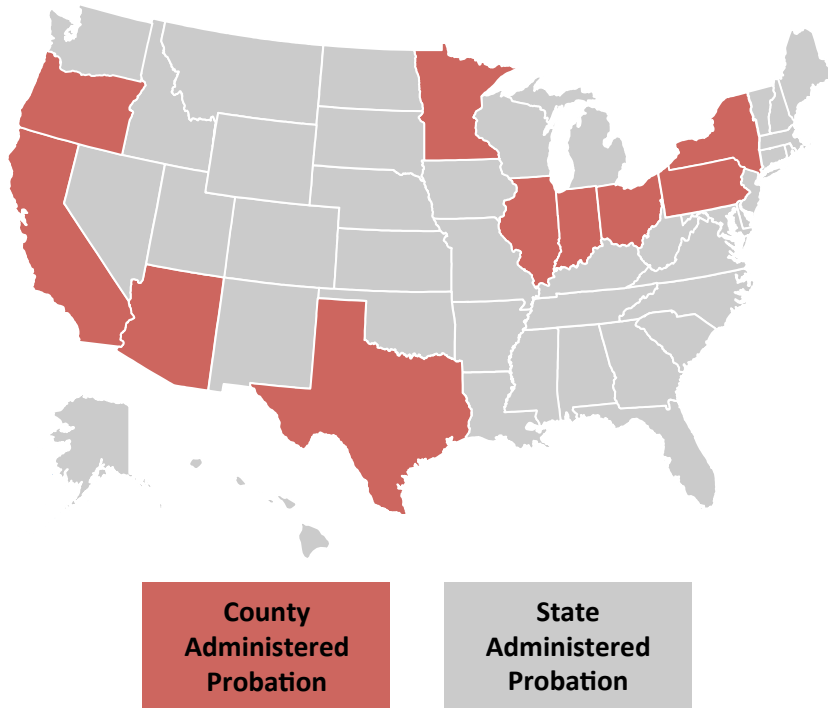 County
Administered
Probation
State
Administered
Probation